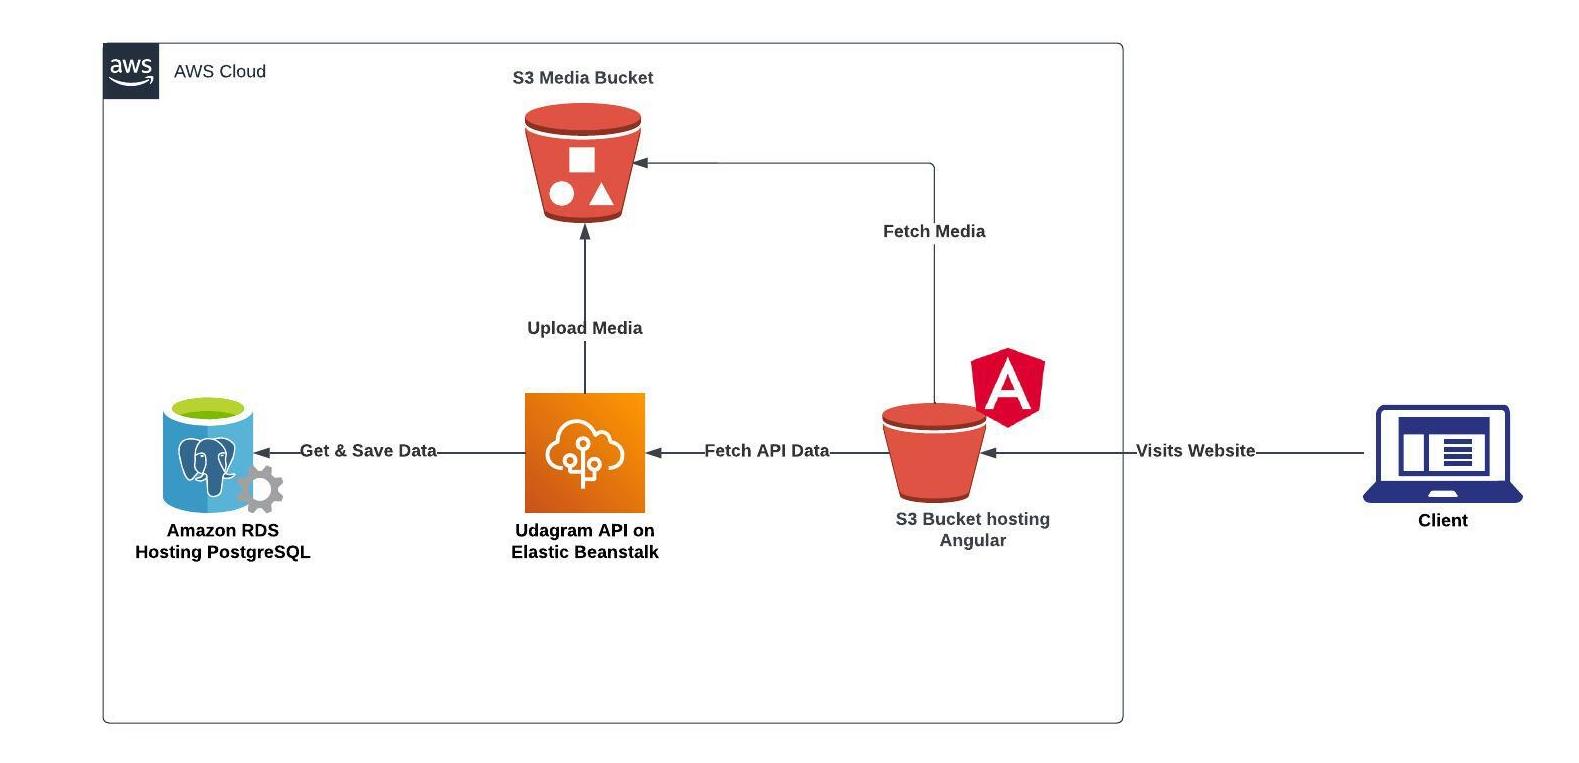 aws
AWS Cloud
S3 Media Bucket
Fetch Media
Upload Media
Get & Save Data
Fetch API Data
Visits Website
A
Amazon RDS
Hosting PostgreSQL
Udagram API on
Elastic Beanstalk
S3 Bucket hosting
Angular
Client